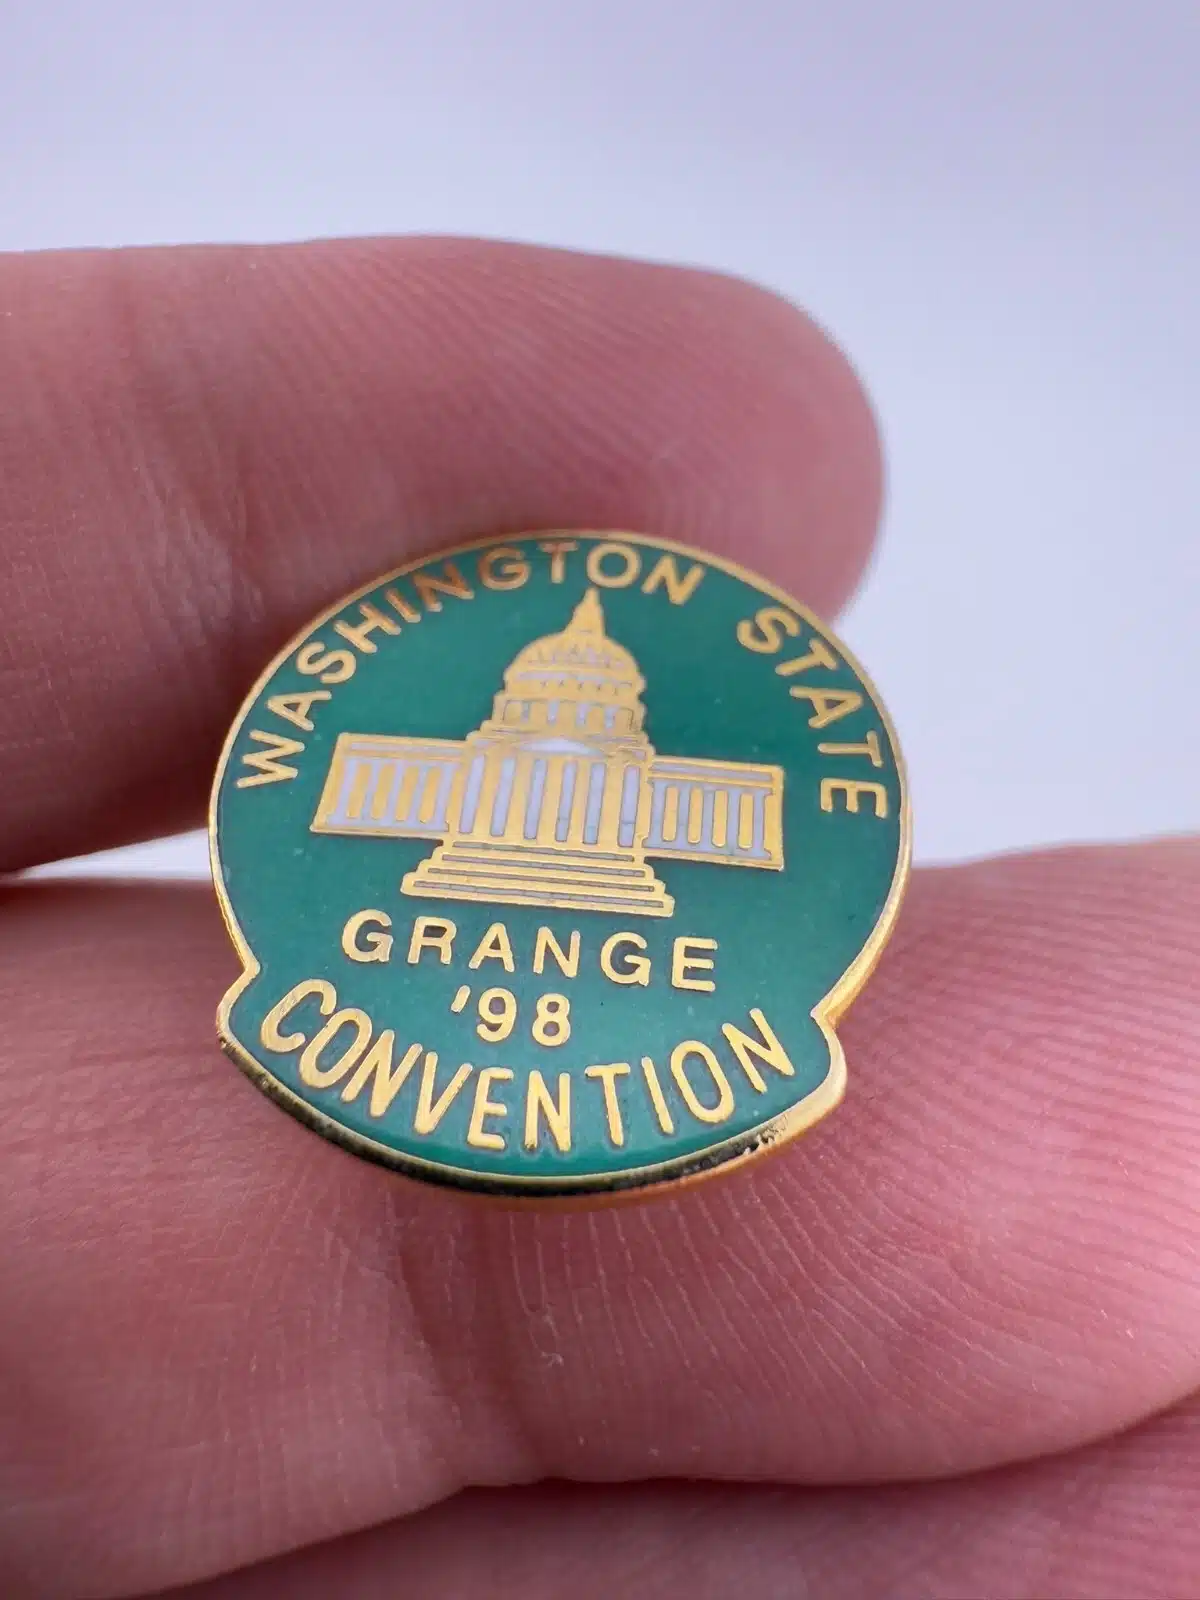 WASHINGTON STATE
GRANGE
'98
CONVENTION